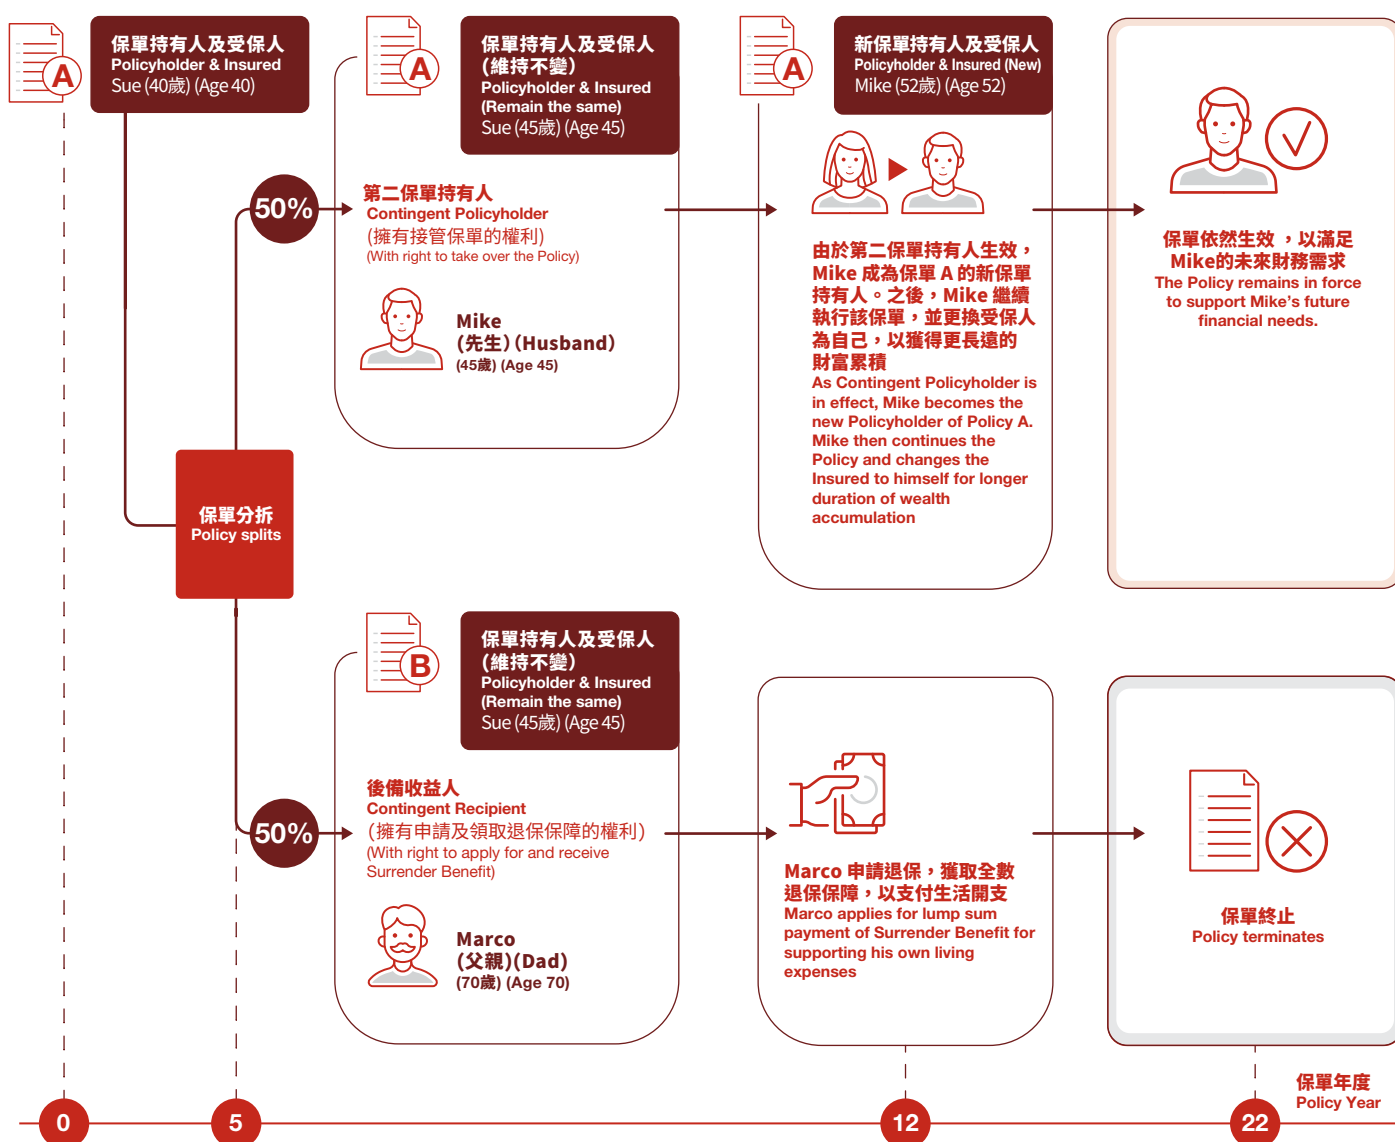 A
保單持有人及受保人
Policyholder & Insured
Sue (40歲) (Age 40)
A
保單持有人及受保人
(維持不變)
Policyholder & Insured
(Remain the same)
Sue (45歲) (Age 45)
A
新保單持有人及受保人
Policyholder & Insured (New)
Mike (52歲) (Age 52)
50%
第二保單持有人
Contingent Policyholder
(擁有接管保單的權利)
(With right to take over the Policy)
Mike
(先生) (Husband)
(45歲) (Age 45)
由於第二保單持有人生效，
Mike 成為保單 A 的新保單
持有人。之後，Mike 繼續
執行該保單，並更換受保人
為自己，以獲得更長遠的
財富累積
As Contingent Policyholder is
in effect, Mike becomes the
new Policyholder of Policy A.
Mike then continues the
Policy and changes the
Insured to himself for longer
duration of wealth
accumulation
保單依然生效，以滿足
Mike的未來財務需求
The Policy remains in force
to support Mike’s future
financial needs.
保單分拆
Policy splits
B
保單持有人及受保人
(維持不變)
Policyholder & Insured
(Remain the same)
Sue (45歲) (Age 45)
50%
後備收益人
Contingent Recipient
(擁有申請及領取退保保障的權利)
(With right to apply for and receive
Surrender Benefit)
Marco
(父親)(Dad)
(70歲) (Age 70)
Marco 申請退保，獲取全數
退保保障，以支付生活開支
Marco applies for lump sum
payment of Surrender Benefit for
supporting his own living
expenses
保單終止
Policy terminates
保單年度
Policy Year
0
5
12
22